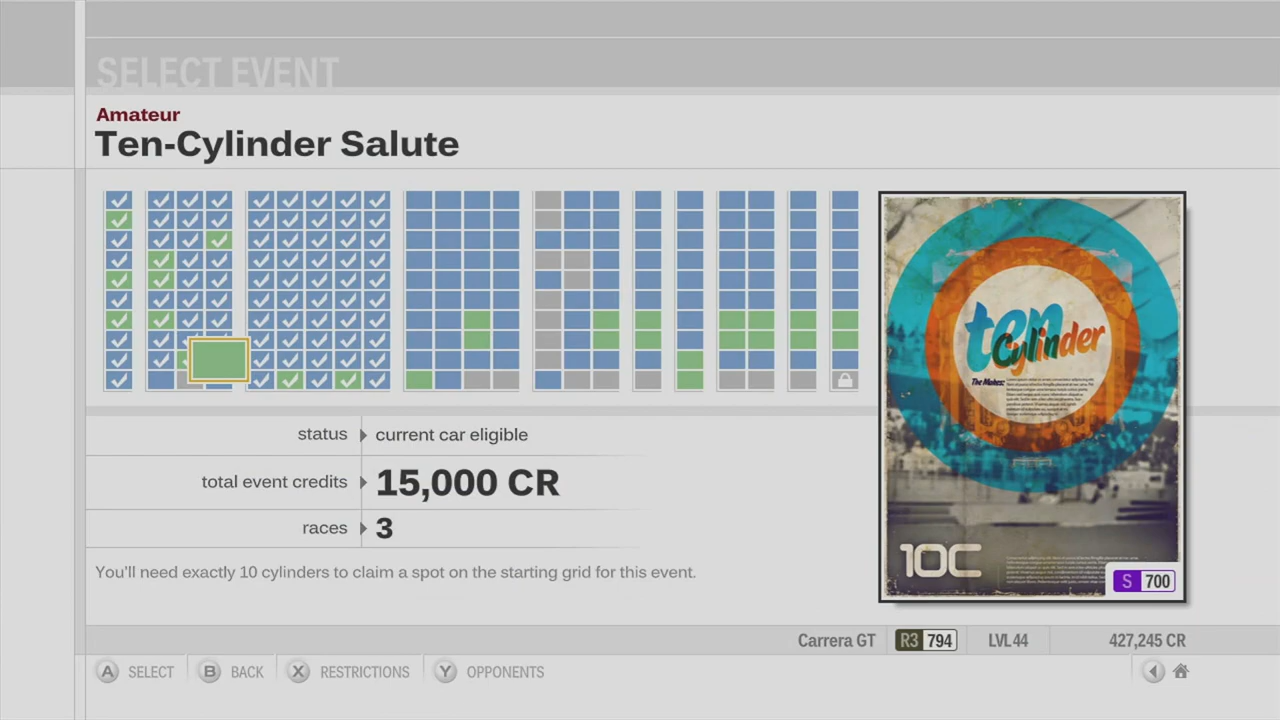 SELECT EVENT
Amateur
Ten-Cylinder Salute
ten
Cylinder
The Makes:
status
current car eligible
total event credits
15,000 CR
races
3
You'll need exactly 10 cylinders a spot on the starting grid for this event.
10C
S 700
Carrera GT
R3 794
LVL 44
427,245 CR
A SELECT
B BACK
X RESTRICTIONS
Y OPPONENTS